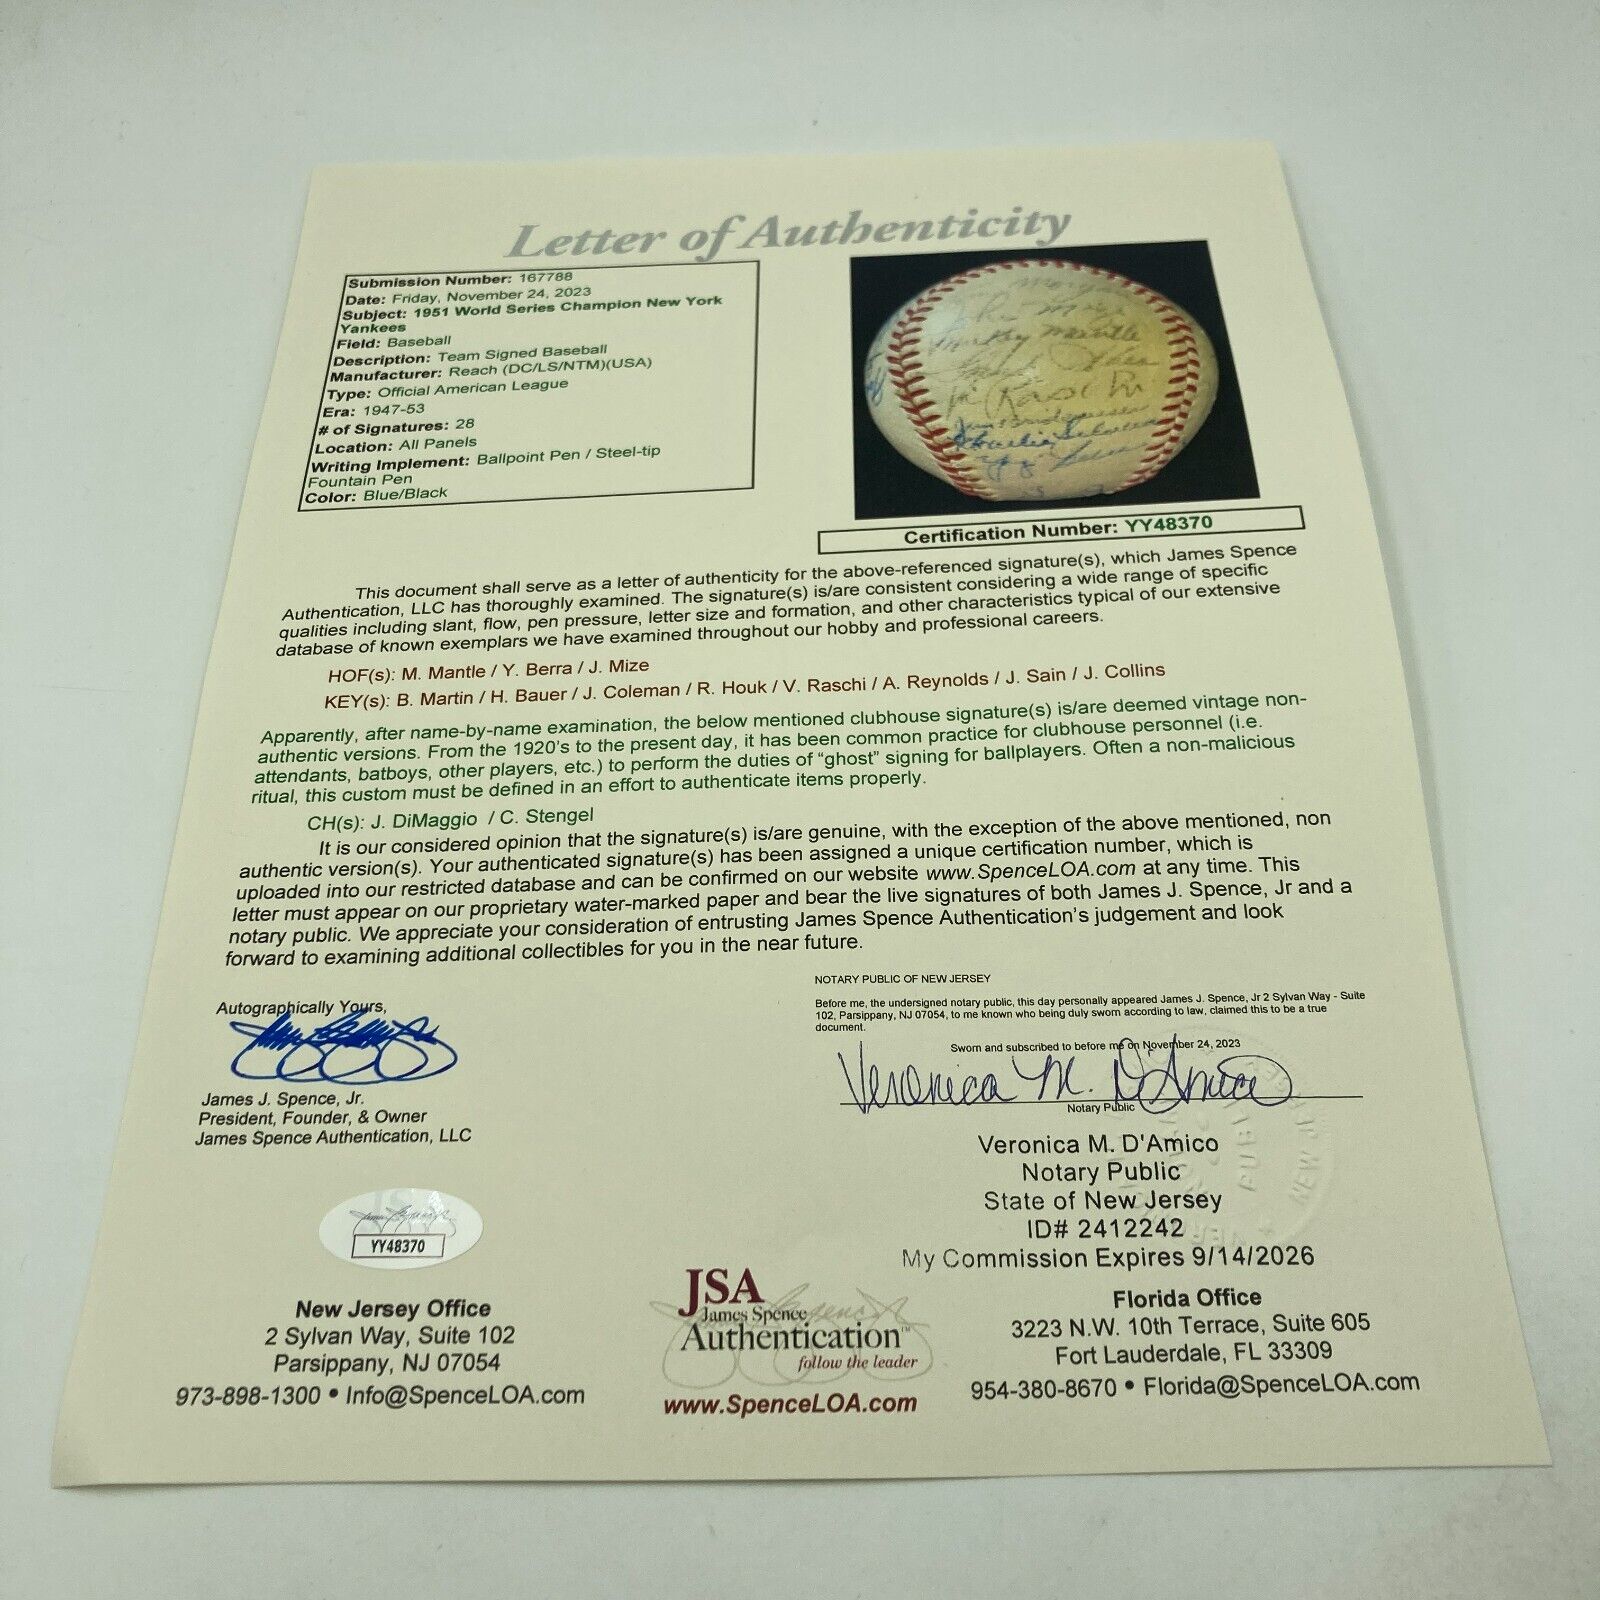 Letter of Authenticity
Submission Number: 167788
Date: Friday, November 24, 2023
Subject: 1951 World Series Champion New York
Yankees
Field: Baseball
Description: Team Signed Baseball
Manufacturer: Reach (DC/LS/NTM)(USA)
Type: Official American League
Era: 1947-53
# of Signatures: 28
Location: All Panels
Writing Implement: Ballpoint Pen / Steel-tip
Fountain Pen
Color: Blue/Black
Mickey Mantle
Certification Number: YY48370
This document shall serve as a letter of authenticity for the above-referenced signature(s), which James Spence
Authentication, LLC has thoroughly examined. The signature(s) is/are consistent considering a wide range of specific
qualities including slant, flow, pen pressure, letter size and formation, and other characteristics typical of our extensive
database of known exemplars we have examined throughout our hobby and professional careers.
HOF(s): M. Mantle / Y. Berra / J. Mize
KEY(s): B. Martin / H. Bauer / J. Coleman / R. Houk / V. Raschi / A. Reynolds / J. Sain / J. Collins
Apparently, after name-by-name examination, the below mentioned clubhouse signature(s) is/are deemed vintage non-
authentic versions. From the 1920's to the present day, it has been common practice for clubhouse personnel (i.e.
attendants, batboys, other players, etc.) to perform the duties of "ghost" signing for ballplayers. Often a non-malicious
ritual, this custom must be defined in an effort to authenticate items properly.
CH(s): J. DiMaggio / C. Stengel
It is our considered opinion that the signature(s) is/are genuine, with the exception of the above mentioned, non
authentic version(s). Your authenticated signature(s) has been assigned a unique certification number, which is
uploaded into our restricted database and can be confirmed on our website www.SpenceLOA.com at any time. This
letter must appear on our proprietary water-marked paper and bear the live signatures of both James J. Spence, Jr and a
notary public. We appreciate your consideration of entrusting James Spence Authentication's judgement and look
forward to examining additional collectibles for you in the near future.
Autographically Yours,
James J. Spence, Jr.
President, Founder, & Owner
James Spence Authentication, LLC
NOTARY PUBLIC OF NEW JERSEY
Before me, the undersigned notary public, this day personally appeared James J. Spence, Jr 2 Sylvan Way - Suite
102, Parsippany, NJ 07054, to me known who being duly sworn according to law, claimed this to be a true
document.
Sworn and subscribed to before me on November 24, 2023
Veronica M. D'Amico
Notary Public
Veronica M. D'Amico
Notary Public
State of New Jersey
ID# 2412242
My Commission Expires 9/14/2026
JSA
YY48370
New Jersey Office
2 Sylvan Way, Suite 102
Parsippany, NJ 07054
973-898-1300 • Info@SpenceLOA.com
JSA
James Spence
Authentication™
follow the leader
www.SpenceLOA.com
Florida Office
3223 N.W. 10th Terrace, Suite 605
Fort Lauderdale, FL 33309
954-380-8670 • Florida@SpenceLOA.com